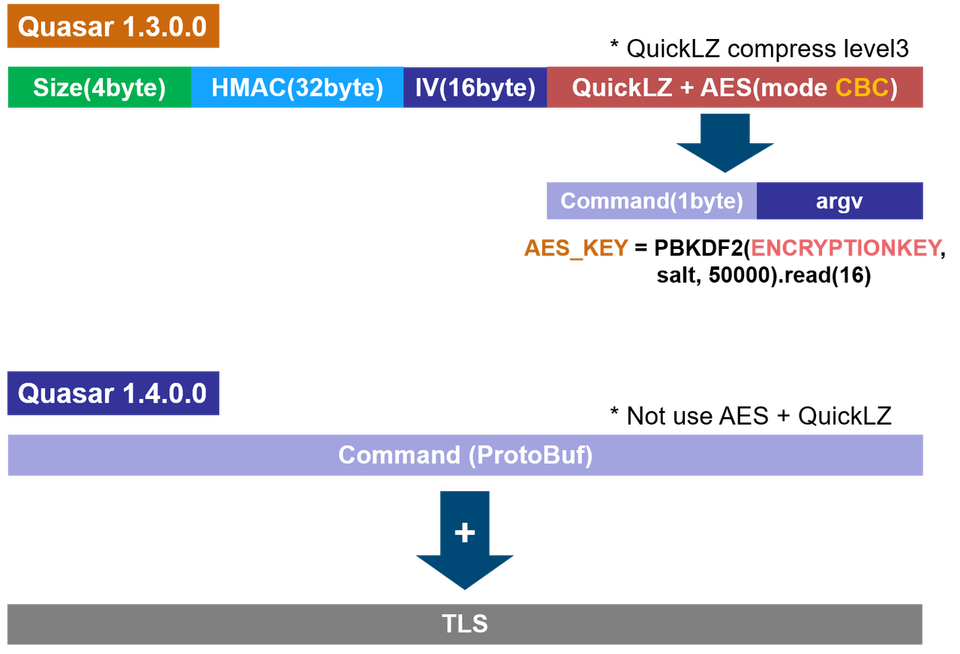 Quasar 1.3.0.0
* QuickLZ compress level3
Size(4byte) HMAC(32byte) IV(16byte) QuickLZ + AES(mode CBC)
Command(1byte) argv
AES_KEY = PBKDF2(ENCRYPTIONKEY,
salt, 50000).read(16)
Quasar 1.4.0.0
* Not use AES + QuickLZ
Command (ProtoBuf)
+
TLS